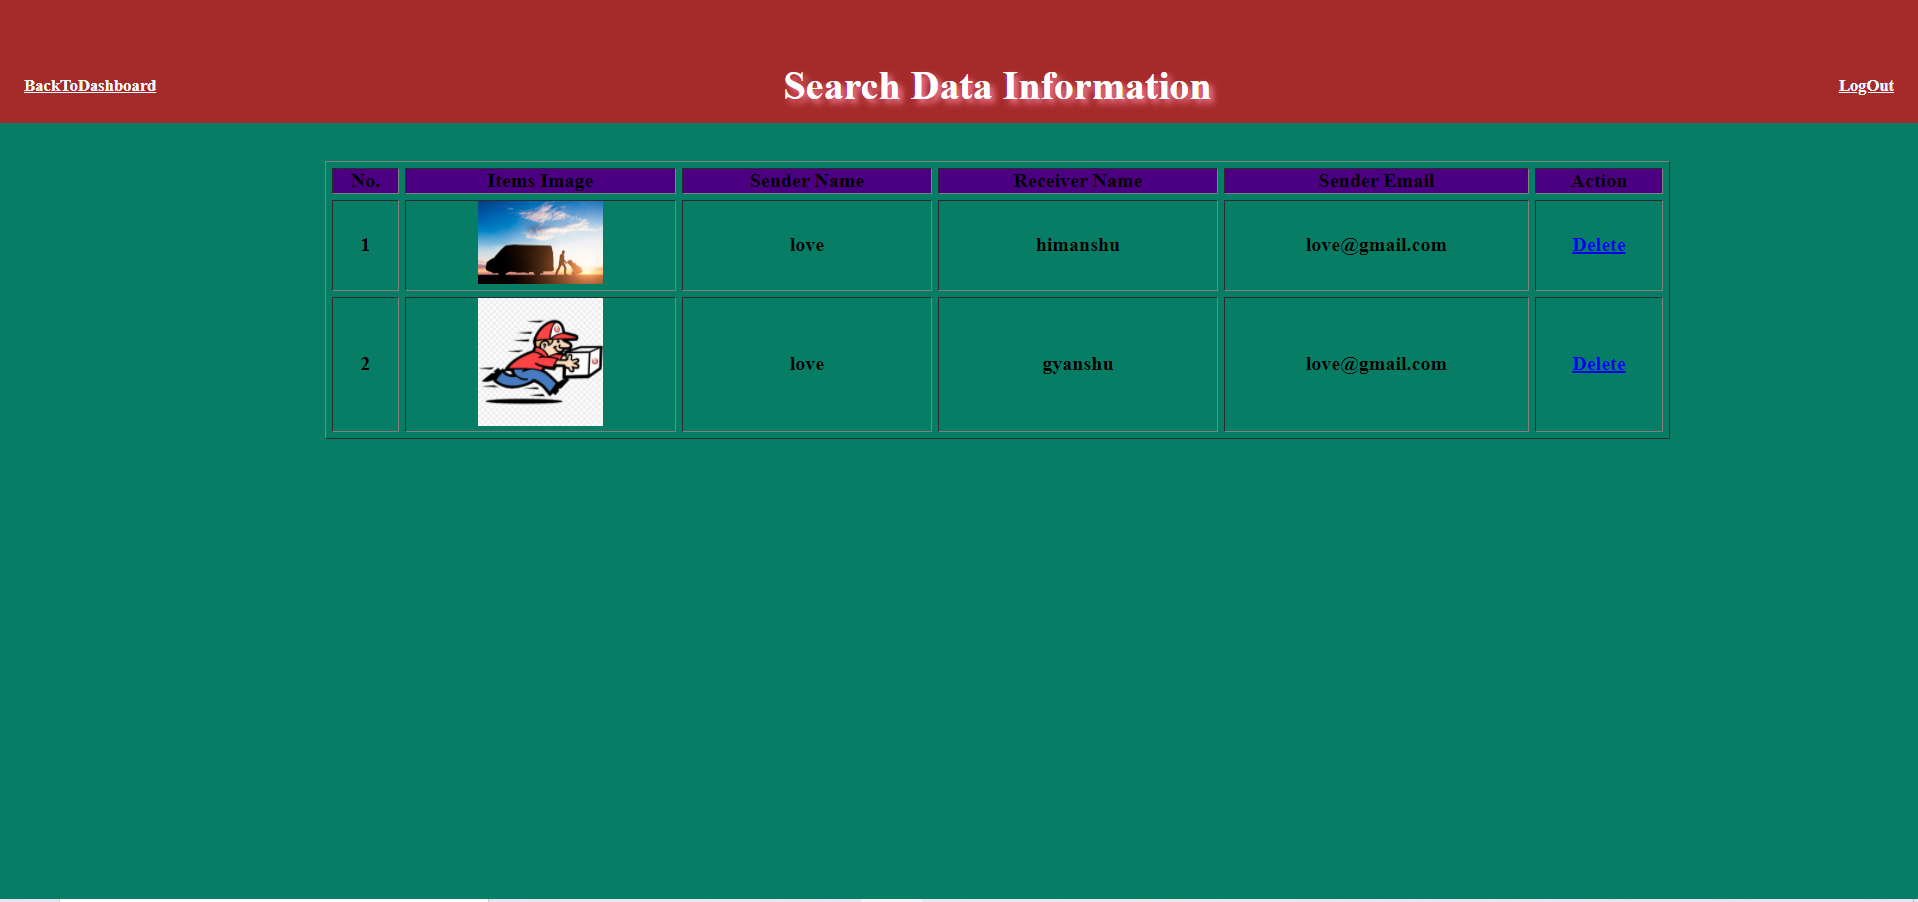 BackToDashboard Search Data Information LogOut
No. Items Image Sender Name Receiver Name Sender Email Action
1 love himanshu love@gmail.com Delete
2 love gyanshu love@gmail.com Delete